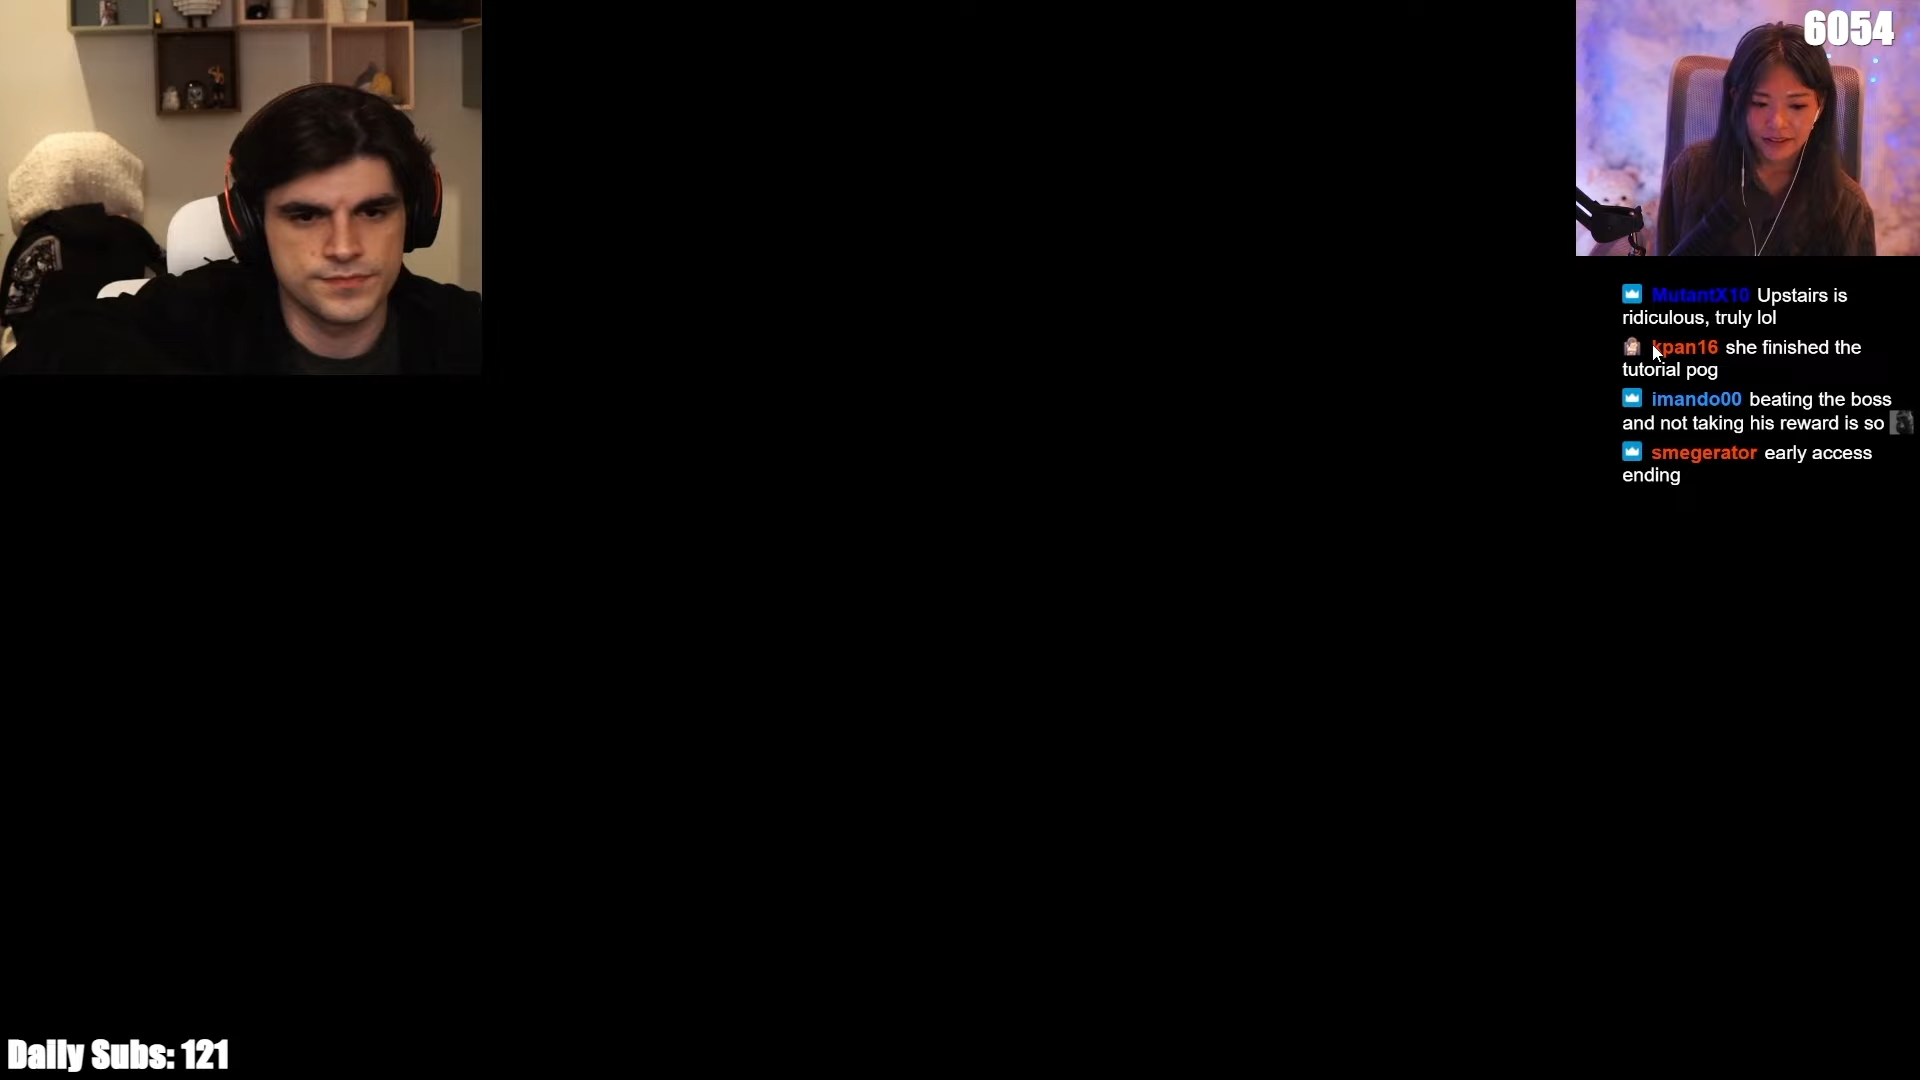 6054
MutantX10 Upstairs is
ridiculous, truly lol
kpan16 she finished the
tutorial pog
imando00 beating the boss
and not taking his reward is so
smegerator early access
ending
Daily Subs: 121